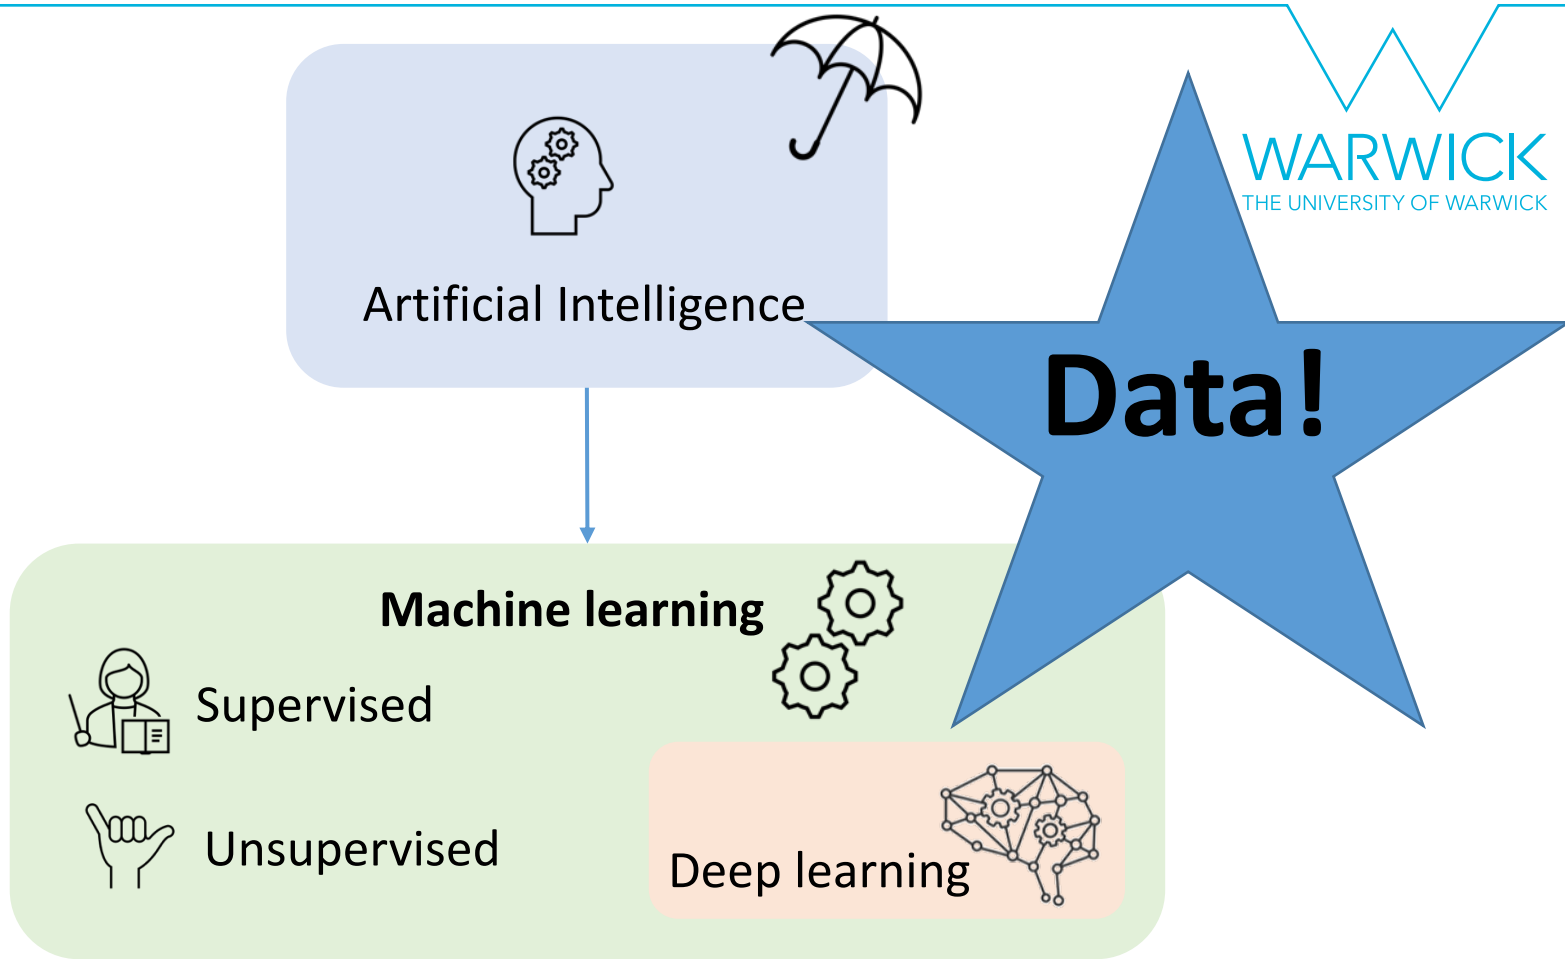 WARWICK
THE UNIVERSITY OF WARWICK
Artificial Intelligence
Data!
Machine learning
Supervised
Unsupervised
Deep learning